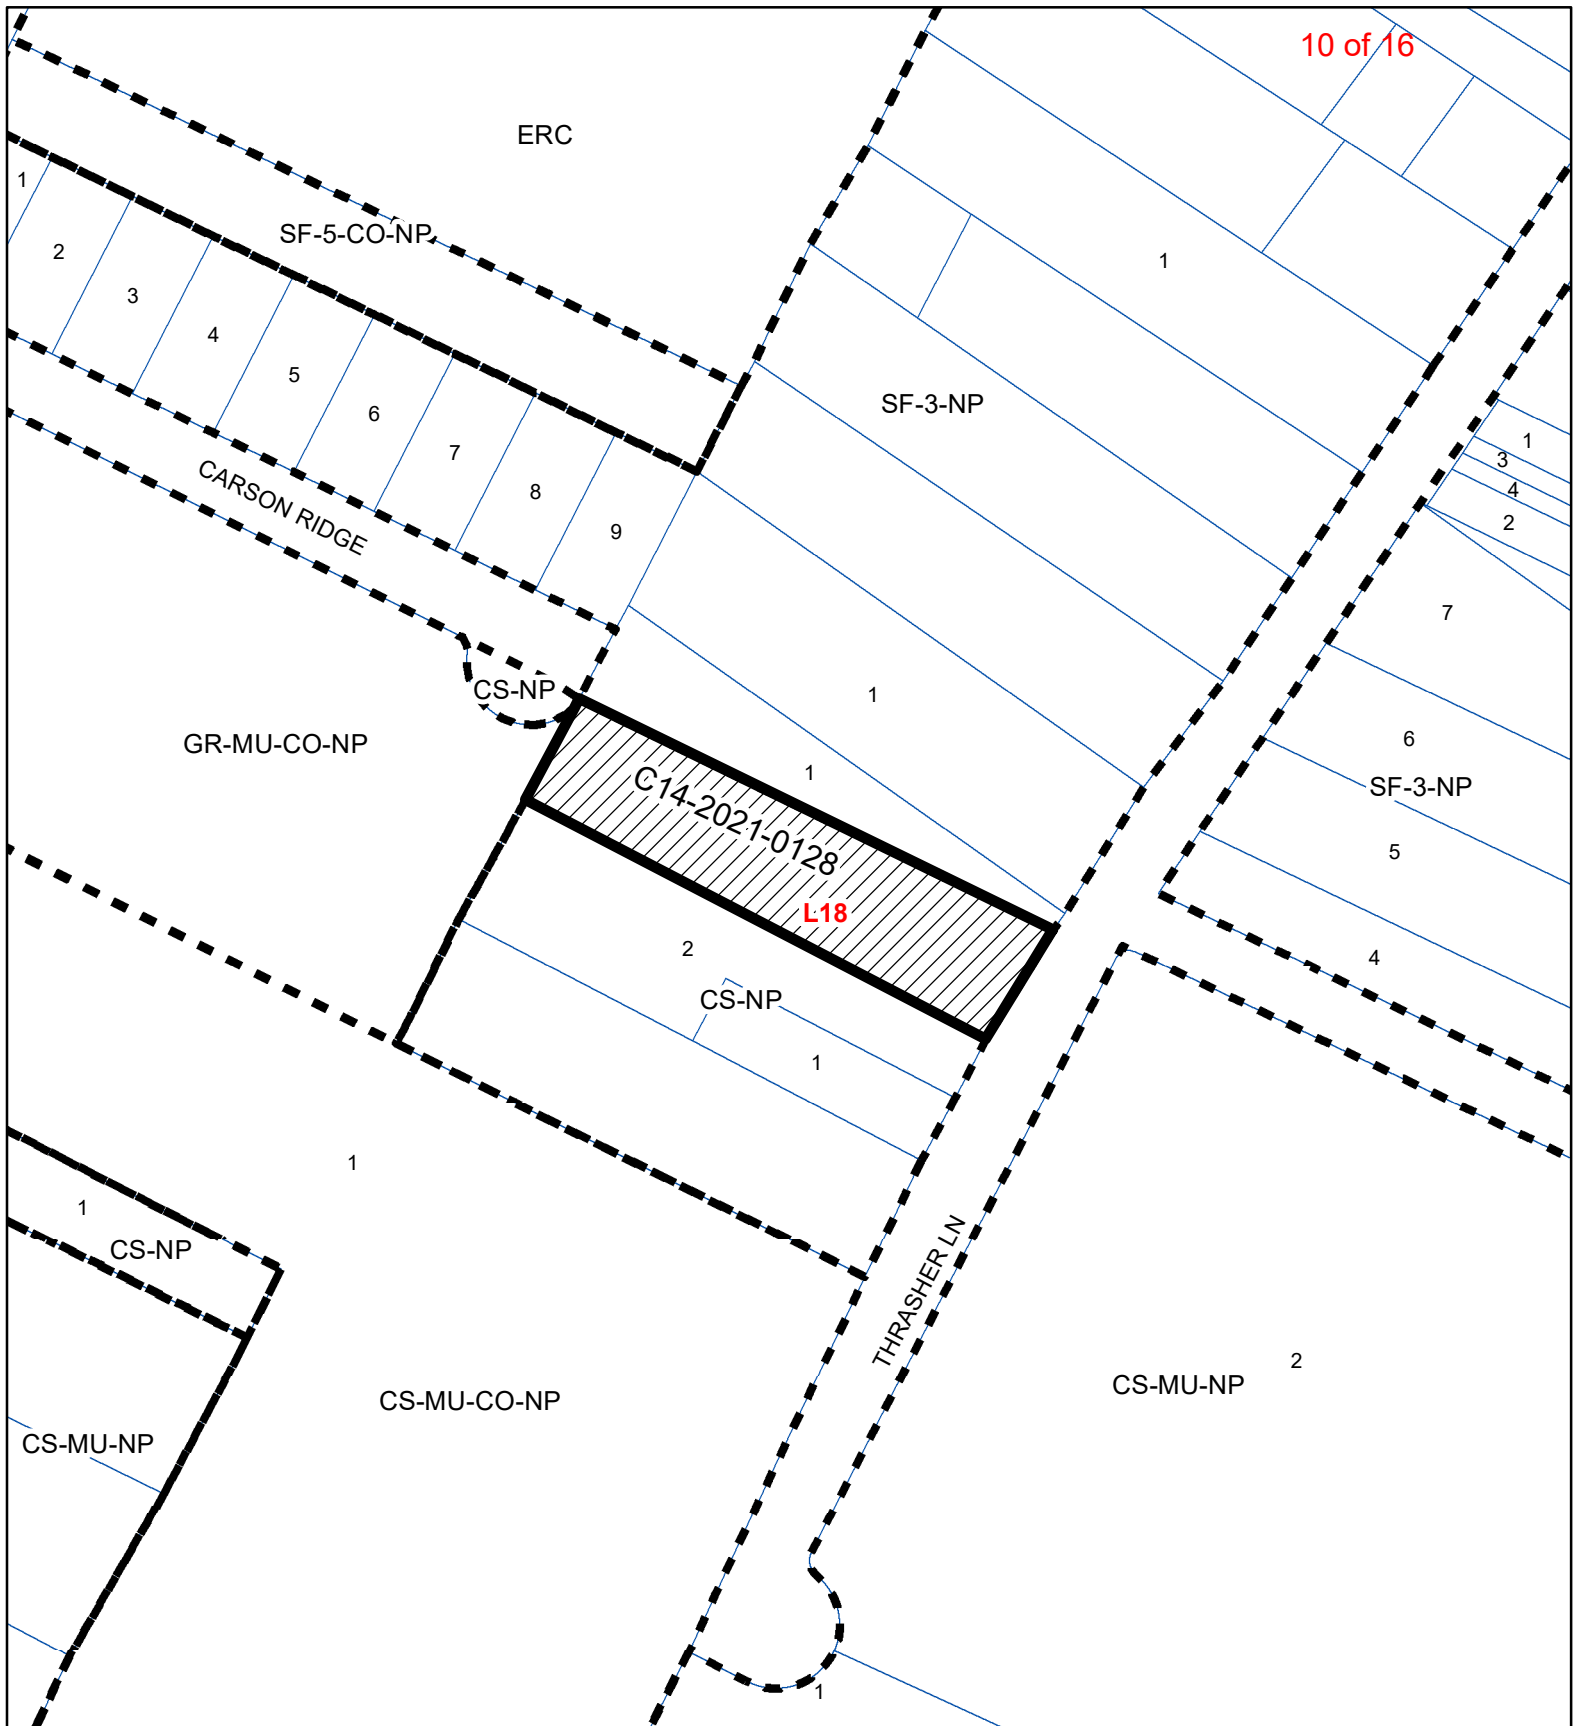 10 of 16
ERC
1
SF-5-CO-NP
2
3
4
5
6
7
8
9
CARSON RIDGE
1
SF-3-NP
1
3
4
2
7
6
SF-3-NP
5
4
CS-NP
GR-MU-CO-NP
1
1
C14-2021-0128
L18
2
CS-NP
1
1
1
CS-NP
THRASHER LN
CS-MU-CO-NP
CS-MU-NP
2
CS-MU-NP
1